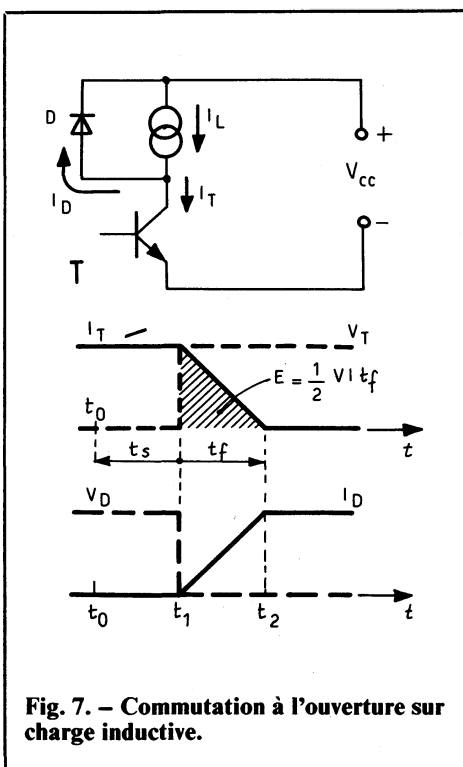 D
I_L
+
V_cc
I_D
I_T
−
T
I_T
V_T
E = 1/2 V I t_f
t_0
t_s
t_f
t
V_D
I_D
t_0
t_1
t_2
t
Fig. 7. – Commutation à l'ouverture sur
charge inductive.